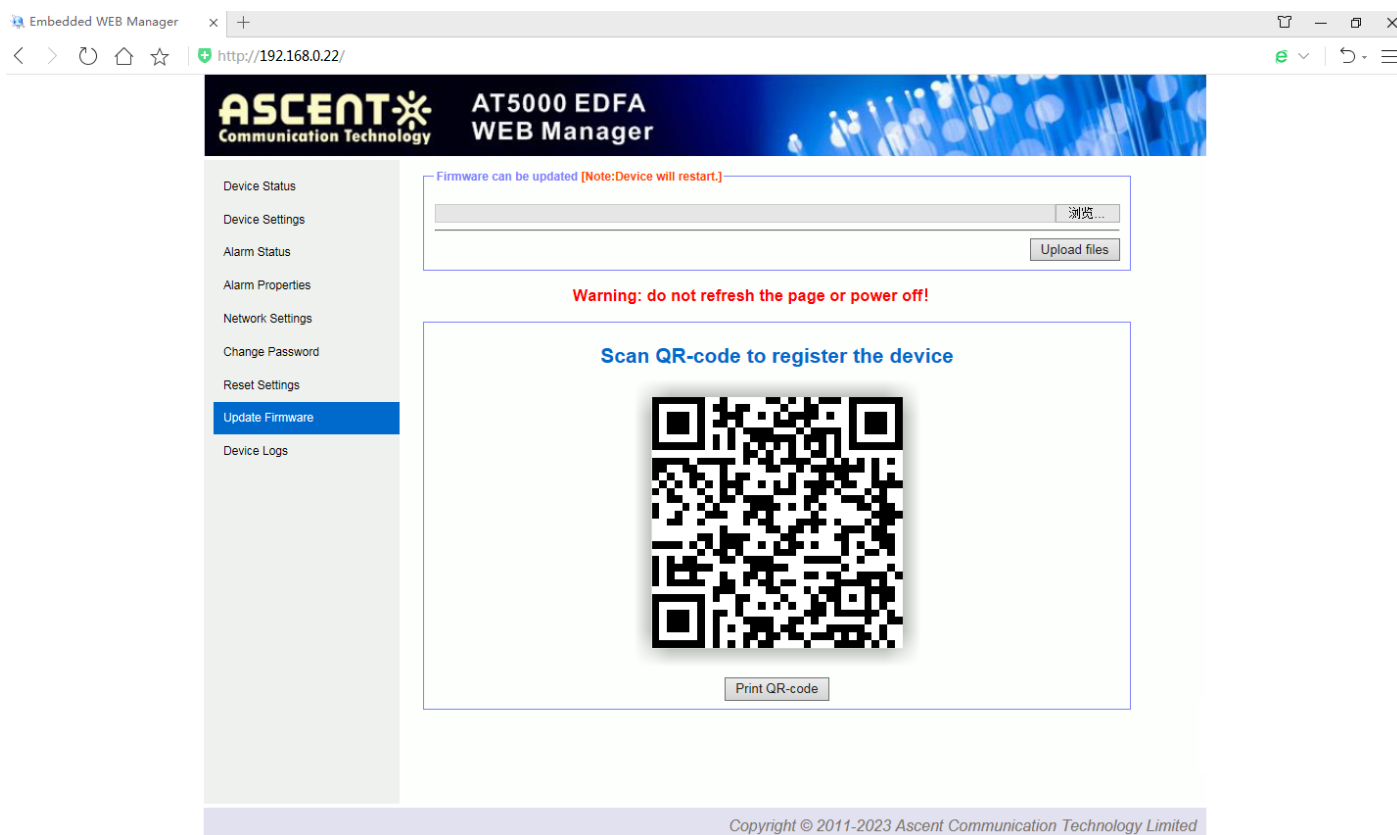 Embedded WEB Manager
http://192.168.0.22/
ASCENT
Communication Technology
AT5000 EDFA
WEB Manager
Device Status
Device Settings
Alarm Status
Alarm Properties
Network Settings
Change Password
Reset Settings
Update Firmware
Device Logs
Firmware can be updated [Note:Device will restart.]
浏览...
Upload files
Warning: do not refresh the page or power off!
Scan QR-code to register the device
Print QR-code
Copyright © 2011-2023 Ascent Communication Technology Limited